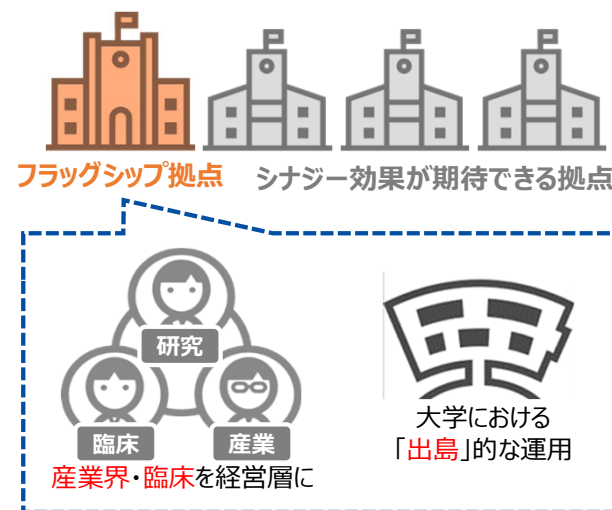 フラッグシップ拠点
シナジー効果が期待できる拠点
研究
臨床
産業
産業界・臨床を経営層に
大学における
「出島」的な運用